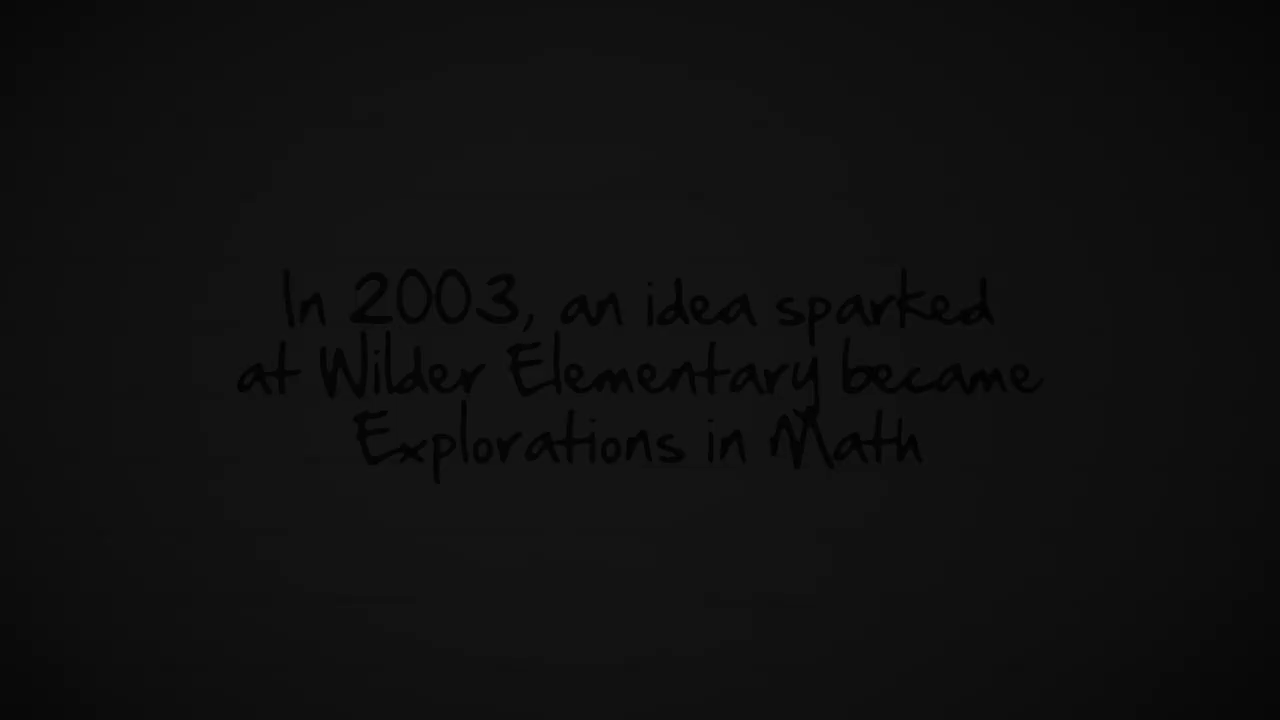 In 2003, an idea sparked
at Wilder Elementary became
Explorations in Math